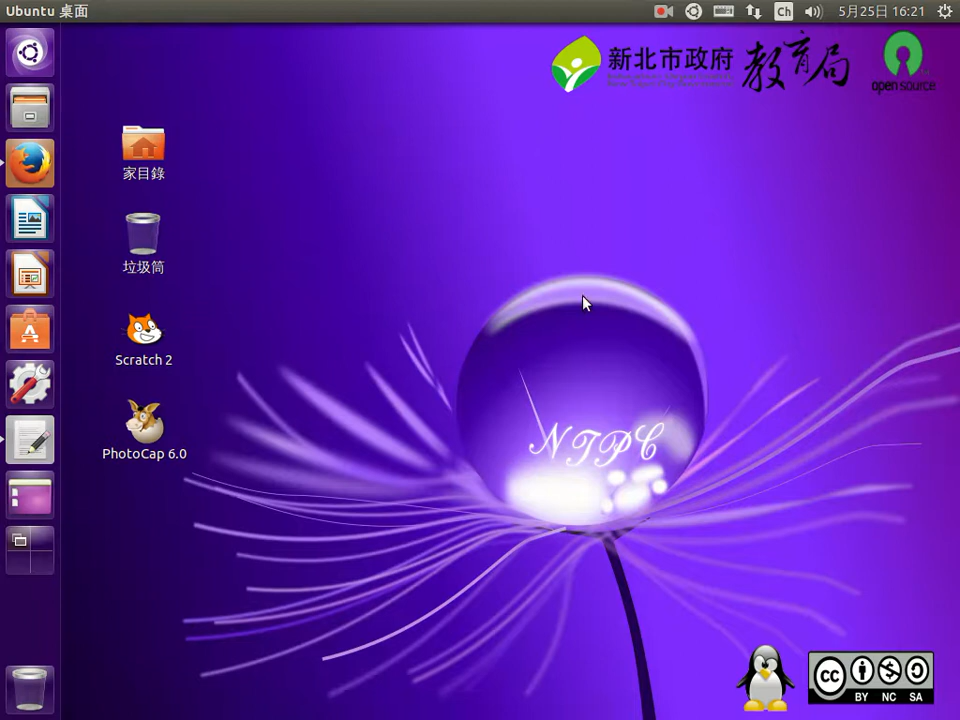 Ubuntu 桌面
Ch
5月25日 16:21
新北市政府
教育局
open source
家目錄
垃圾筒
Scratch 2
PhotoCap 6.0
NTPC
cc
BY NC SA